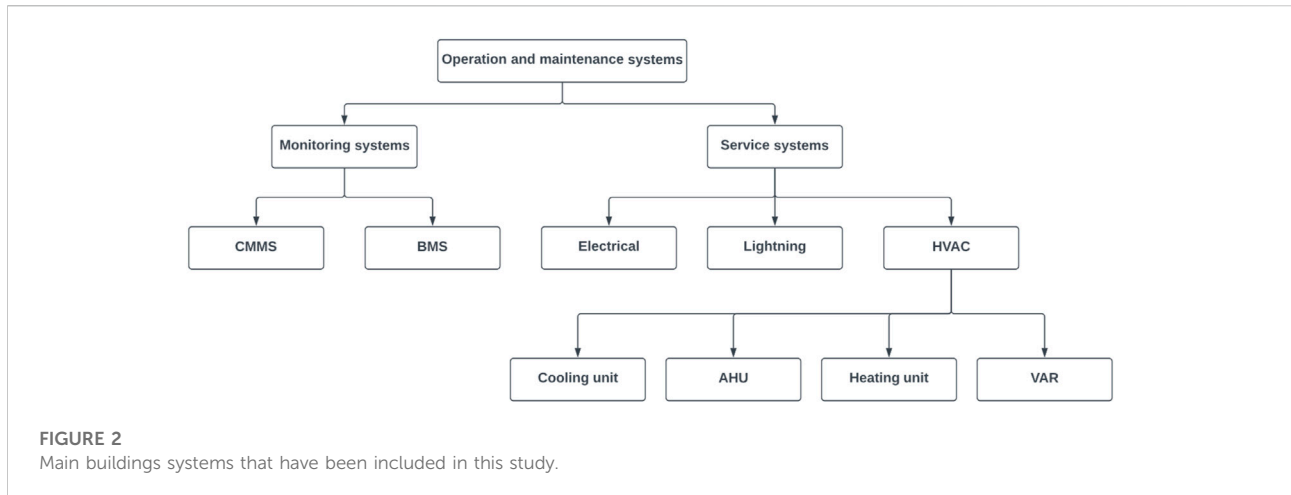 Operation and maintenance systems
Monitoring systems
Service systems
CMMS
BMS
Electrical
Lightning
HVAC
Cooling unit
AHU
Heating unit
VAR
FIGURE 2
Main buildings systems that have been included in this study.